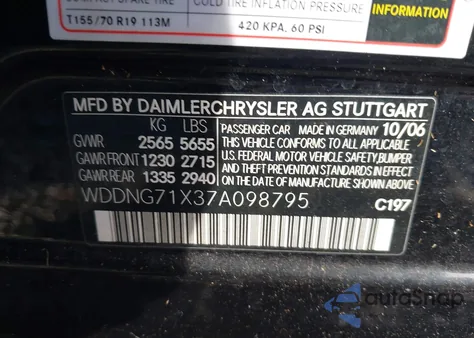 COLD TIRE INFLATION PRESSURE
T155/70 R19 113M
420 KPA, 60 PSI
INFORMATION
MFD BY DAIMLERCHRYSLER AG STUTTGART
KG LBS
PASSENGER CAR MADE IN GERMANY 10/06
GVWR 2565 5655
THIS VEHICLE CONFORMS TO ALL APPLICABLE
GAWR FRONT 1230 2715
U.S. FEDERAL MOTOR VEHICLE SAFETY, BUMPER
GAWR REAR 1335 2940
AND THEFT PREVENTION STANDARDS IN EFFECT
ON THE DATE OF MANUFACTURE SHOWN ABOVE
WDDNG71X37A098795
C197
autoSnap